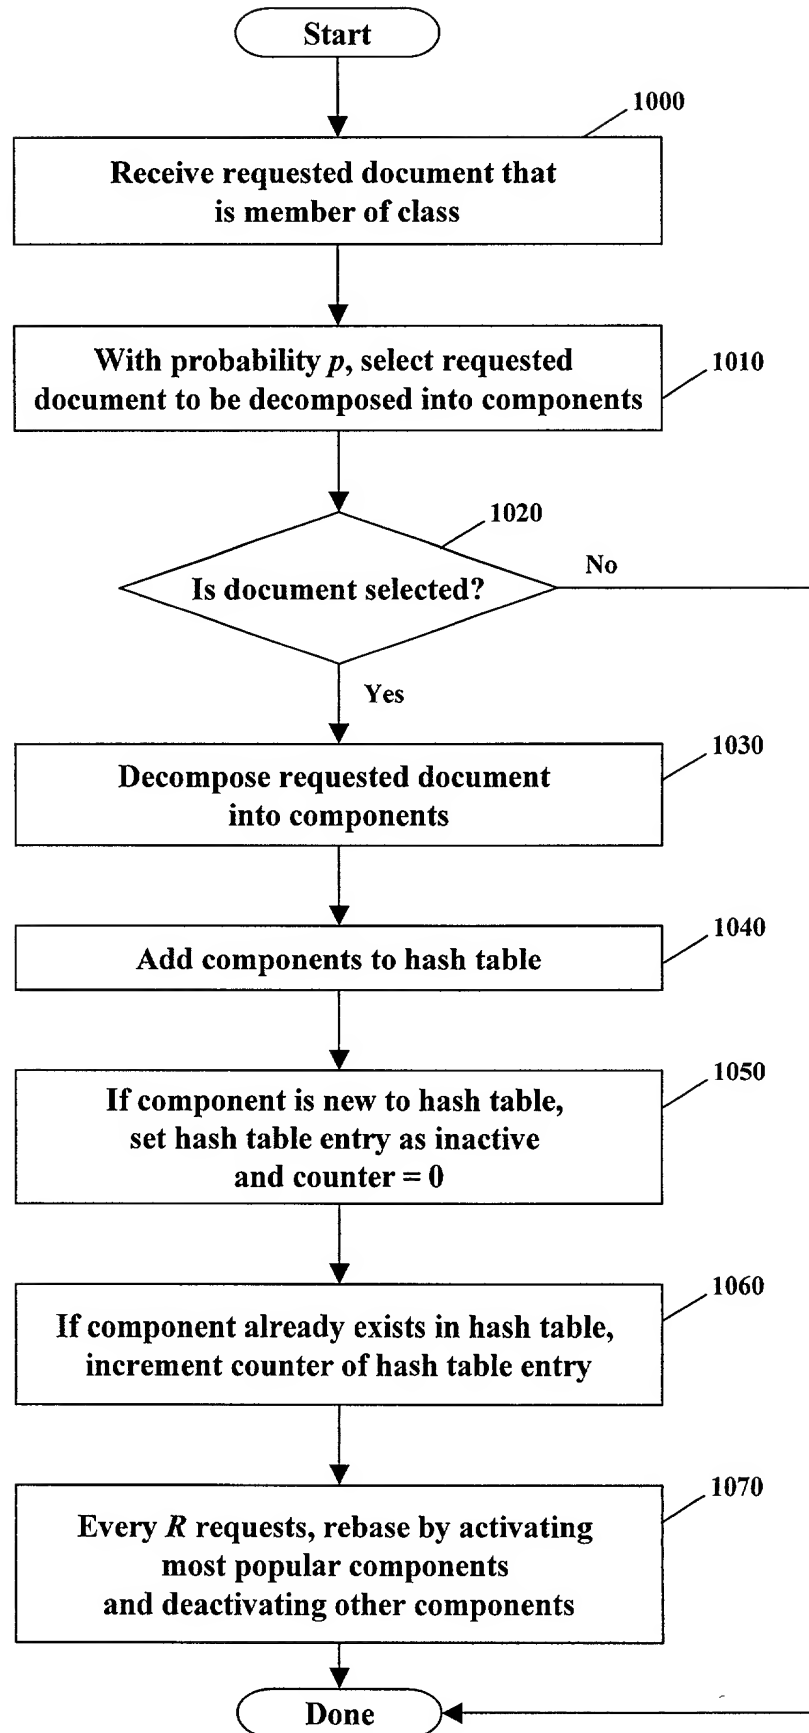 Start
1000
Receive requested document that
is member of class
With probability p, select requested
document to be decomposed into components
1010
1020
Is document selected?
No
Yes
1030
Decompose requested document
into components
1040
Add components to hash table
1050
If component is new to hash table,
set hash table entry as inactive
and counter = 0
1060
If component already exists in hash table,
increment counter of hash table entry
1070
Every R requests, rebase by activating
most popular components
and deactivating other components
Done